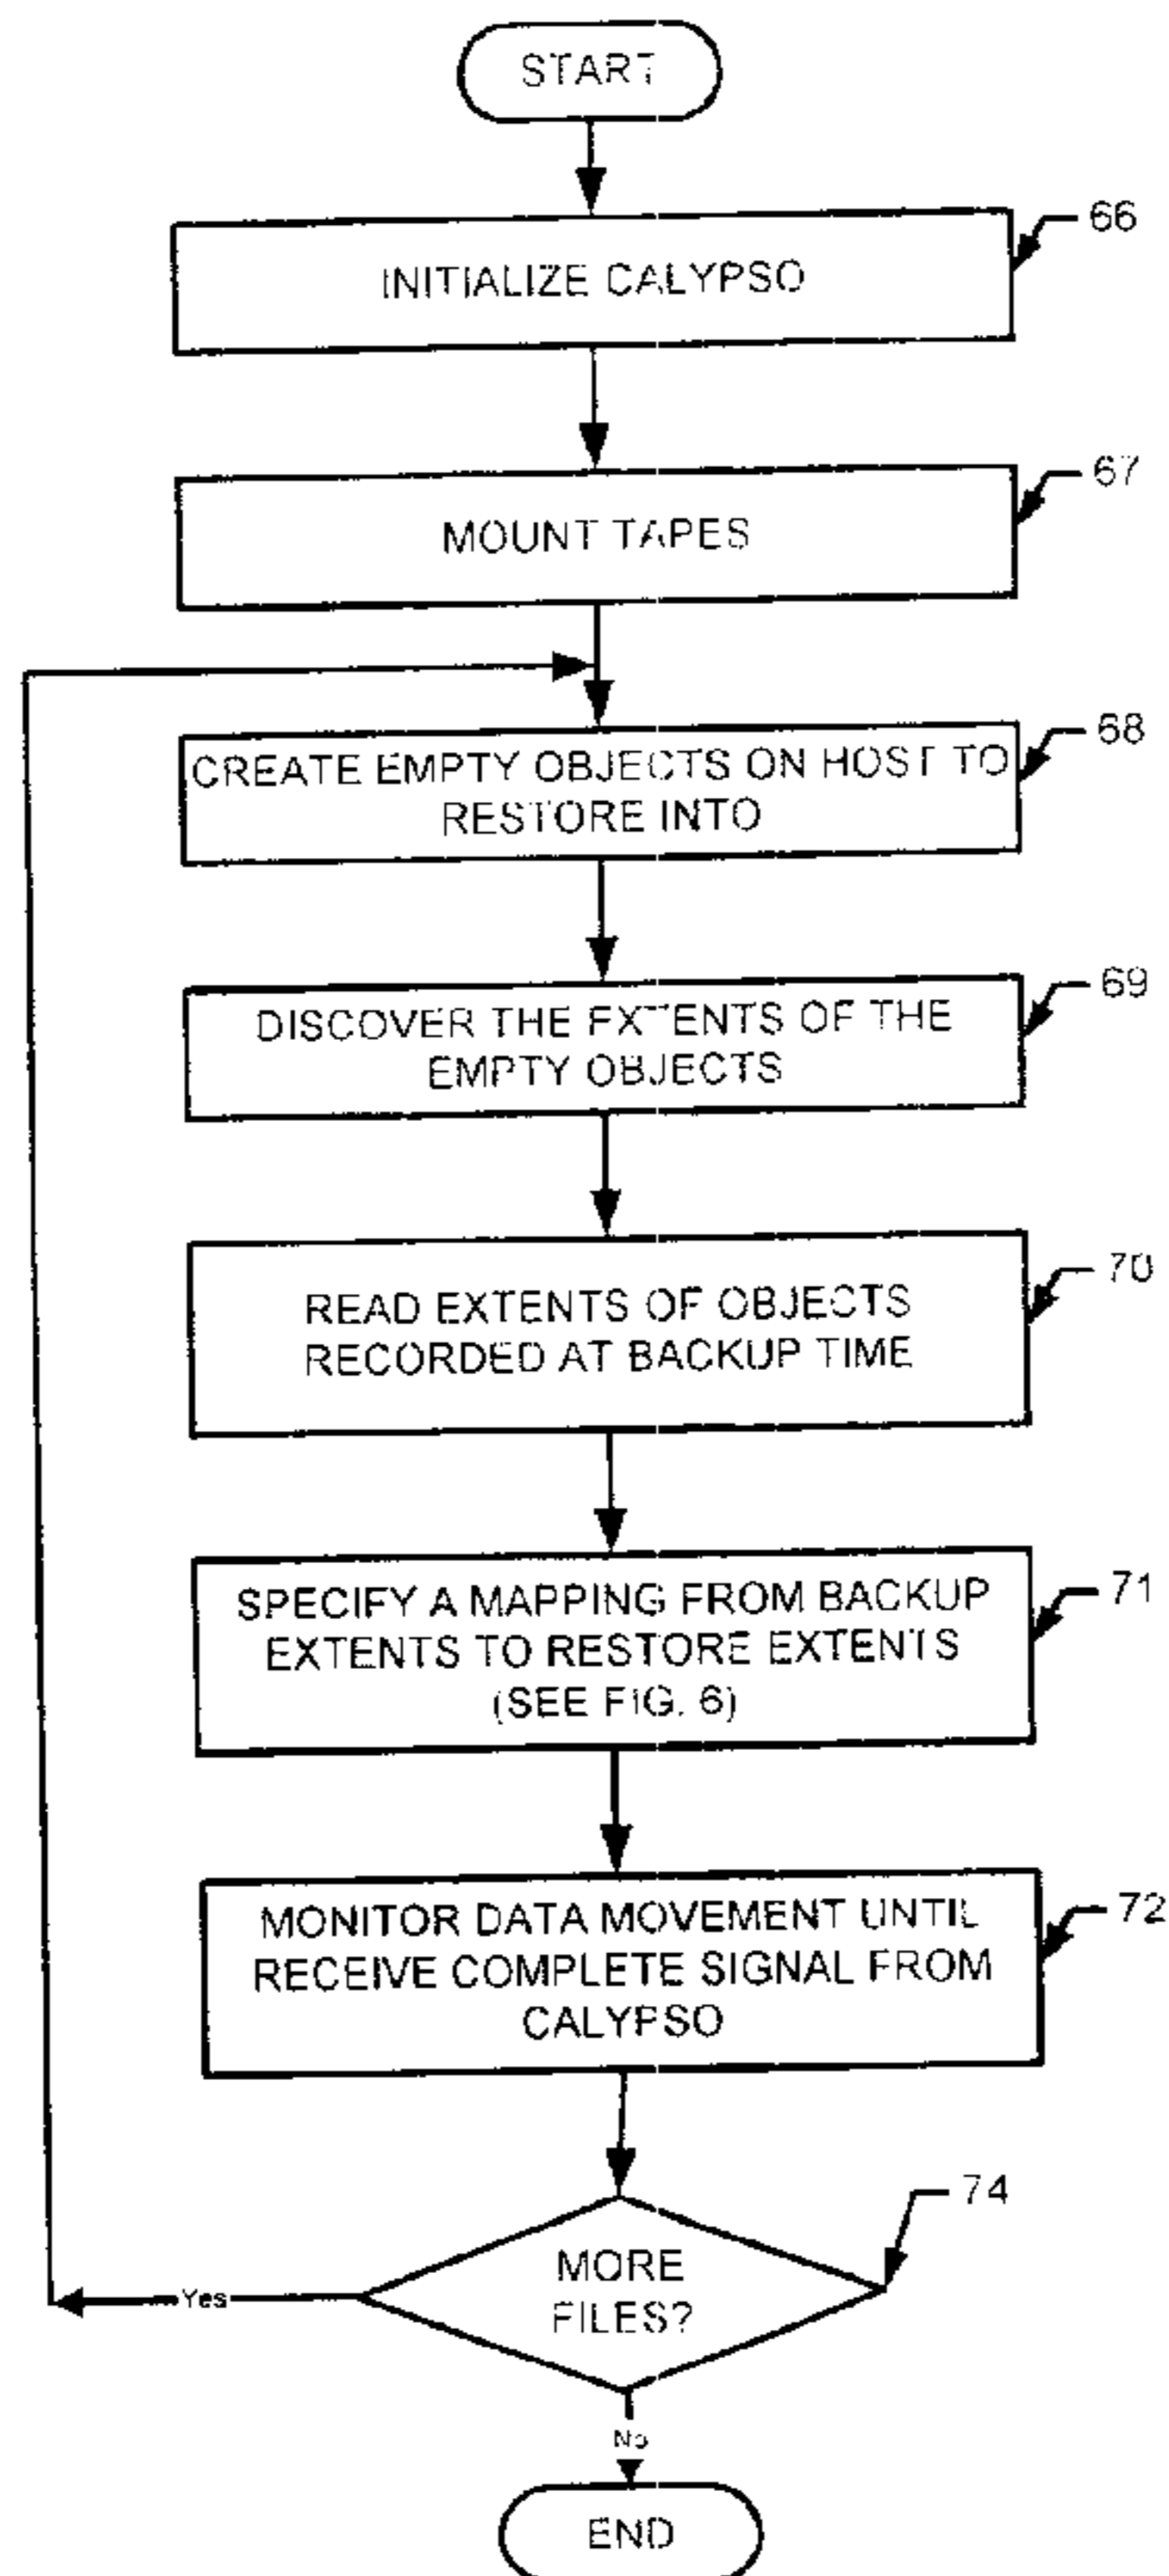 START
INITIALIZE CALYPSO
66
MOUNT TAPES
67
CREATE EMPTY OBJECTS ON HOST TO
RESTORE INTO
68
DISCOVER THE EXTENTS OF THE
EMPTY OBJECTS
69
READ EXTENTS OF OBJECTS
RECORDED AT BACKUP TIME
70
SPECIFY A MAPPING FROM BACKUP
EXTENTS TO RESTORE EXTENTS
(SEE FIG. 6)
71
MONITOR DATA MOVEMENT UNTIL
RECEIVE COMPLETE SIGNAL FROM
CALYPSO
72
MORE
FILES?
74
Yes
No
END